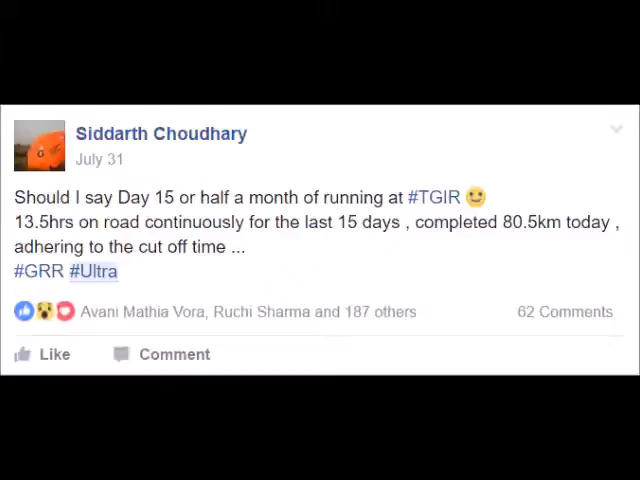 Siddarth Choudhary
July 31
Should I say Day 15 or half a month of running at #TGIR
13.5hrs on road continuously for the last 15 days , completed 80.5km today ,
adhering to the cut off time ...
#GRR #Ultra
Avani Mathia Vora, Ruchi Sharma and 187 others 62 Comments
Like Comment